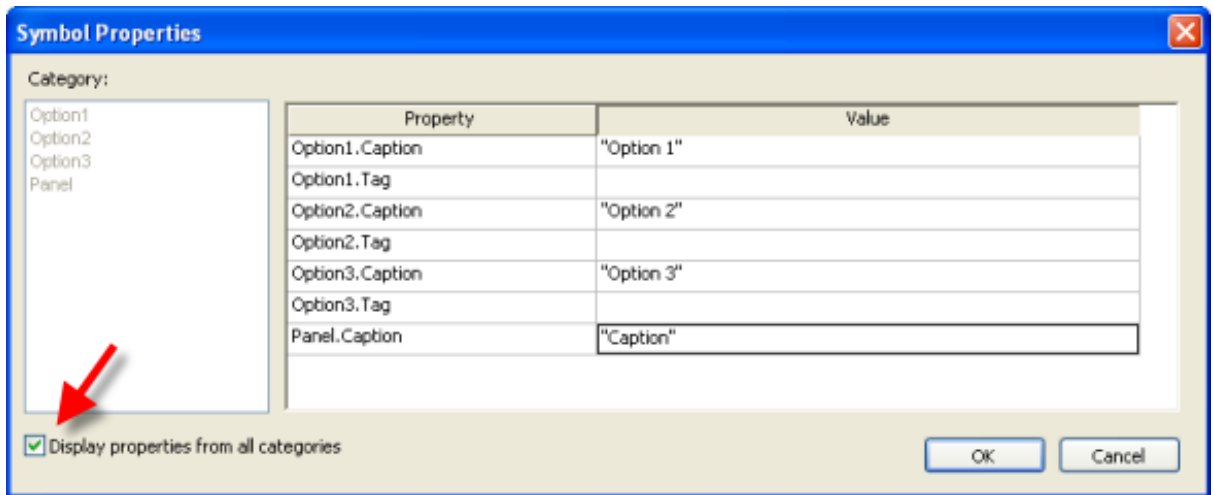 Symbol Properties
Category:
Option1
Option2
Option3
Panel
Property Value
Option1.Caption "Option 1"
Option1.Tag
Option2.Caption "Option 2"
Option2.Tag
Option3.Caption "Option 3"
Option3.Tag
Panel.Caption "Caption"
Display properties from all categories
OK Cancel